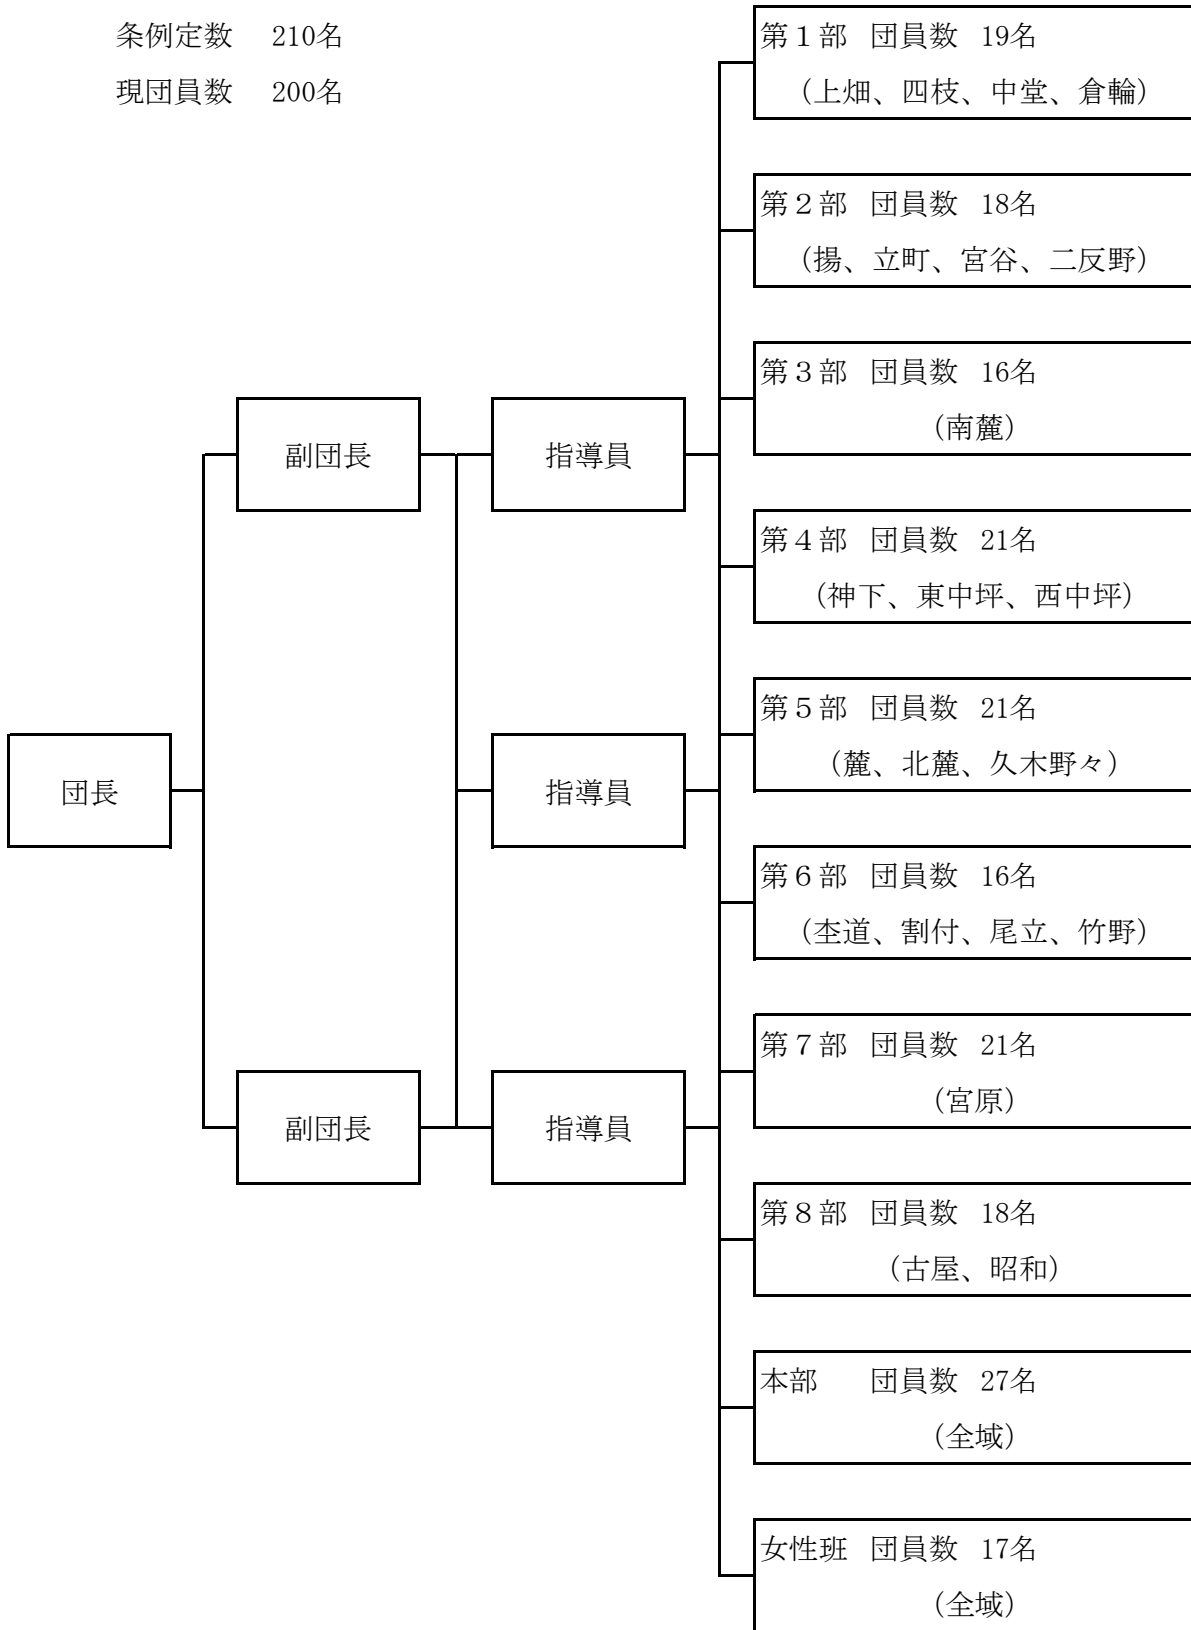 条例定数 210名
現団員数 200名
第1部 団員数 19名
（上畑、四枝、中堂、倉輪）
第2部 団員数 18名
（揚、立町、宮谷、二反野）
第3部 団員数 16名
（南麓）
副団長
指導員
第4部 団員数 21名
（神下、東中坪、西中坪）
第5部 団員数 21名
（麓、北麓、久木野々）
団長
指導員
第6部 団員数 16名
（杢道、割付、尾立、竹野）
第7部 団員数 21名
（宮原）
副団長
指導員
第8部 団員数 18名
（古屋、昭和）
本部 団員数 27名
（全域）
女性班 団員数 17名
（全域）